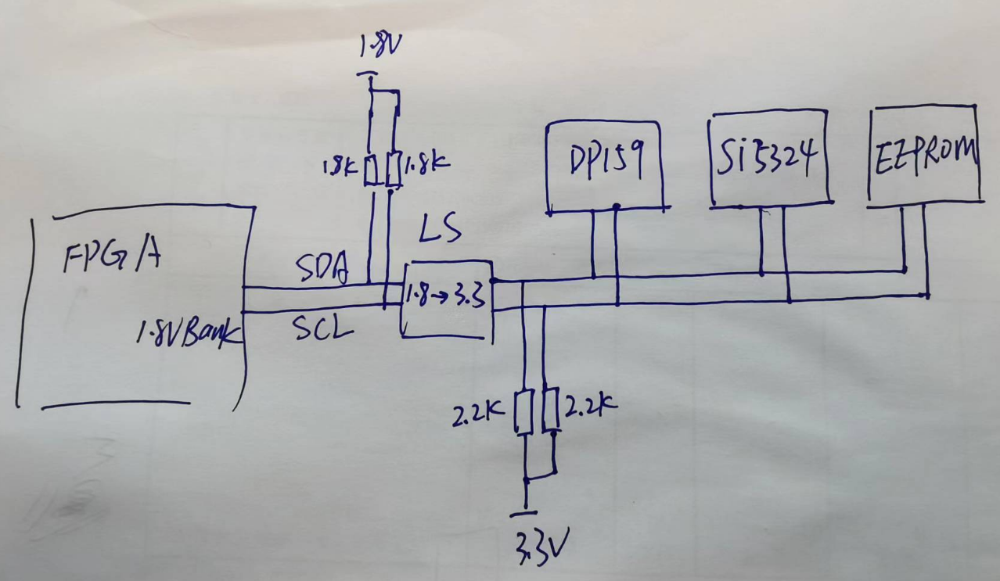 1.8V
1.8K
1.8K
DP159
Si5324
E2PROM
LS
FPGA
SDA
1.8→3.3
1.8V Bank
SCL
2.2K
2.2K
3.3V